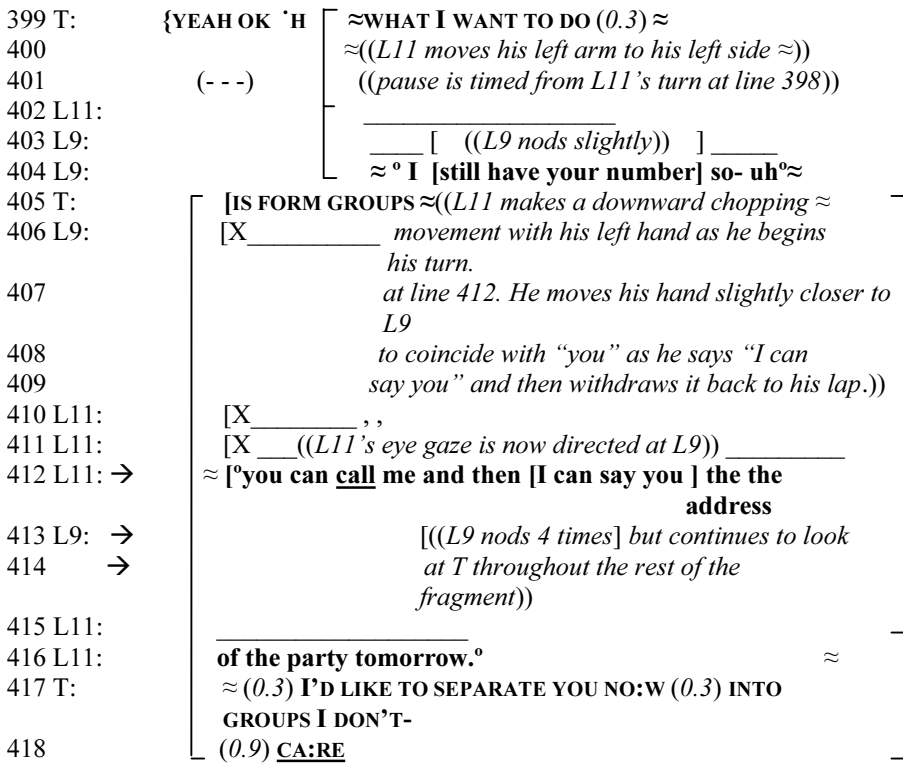 399 T: {YEAH OK ˙H ≈WHAT I WANT TO DO (0.3) ≈
400 ≈((L11 moves his left arm to his left side ≈))
401 (- - -) ((pause is timed from L11’s turn at line 398))
402 L11: ___________________
403 L9: ____ [ ((L9 nods slightly)) ] _____
404 L9: ≈ º I [still have your number] so- uhº≈
405 T: [IS FORM GROUPS ≈((L11 makes a downward chopping ≈
406 L9: [X__________ movement with his left hand as he begins
his turn.
407 at line 412. He moves his hand slightly closer to
L9
408 to coincide with “you” as he says “I can
409 say you” and then withdraws it back to his lap.))
410 L11: [X________ , ,
411 L11: [X ___((L11’s eye gaze is now directed at L9)) _________
412 L11: → ≈ [ºyou can call me and then [I can say you ] the the
address
413 L9: → [((L9 nods 4 times] but continues to look
414 → at T throughout the rest of the
fragment))
415 L11: ___________________
416 L11: of the party tomorrow.º ≈
417 T: ≈ (0.3) I’D LIKE TO SEPARATE YOU NO:W (0.3) INTO
GROUPS I DON’T-
418 (0.9) CA:RE